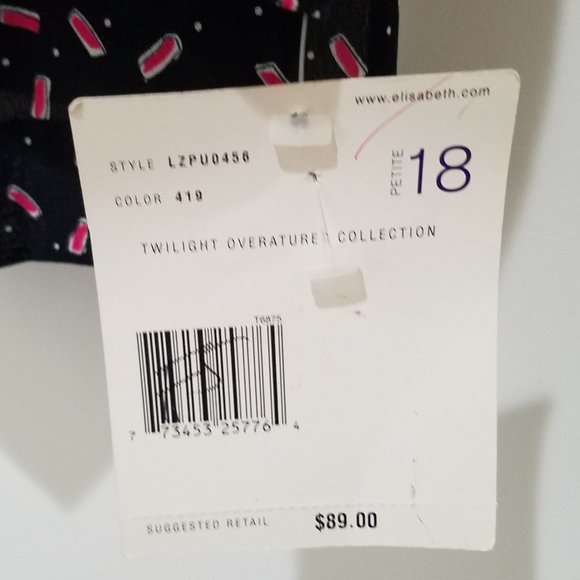 www.elisabeth.com
STYLE LZPU0456
PETITE 18
COLOR 419
TWILIGHT OVERATURE COLLECTION
T6875
7 73453 25776 4
SUGGESTED RETAIL $89.00